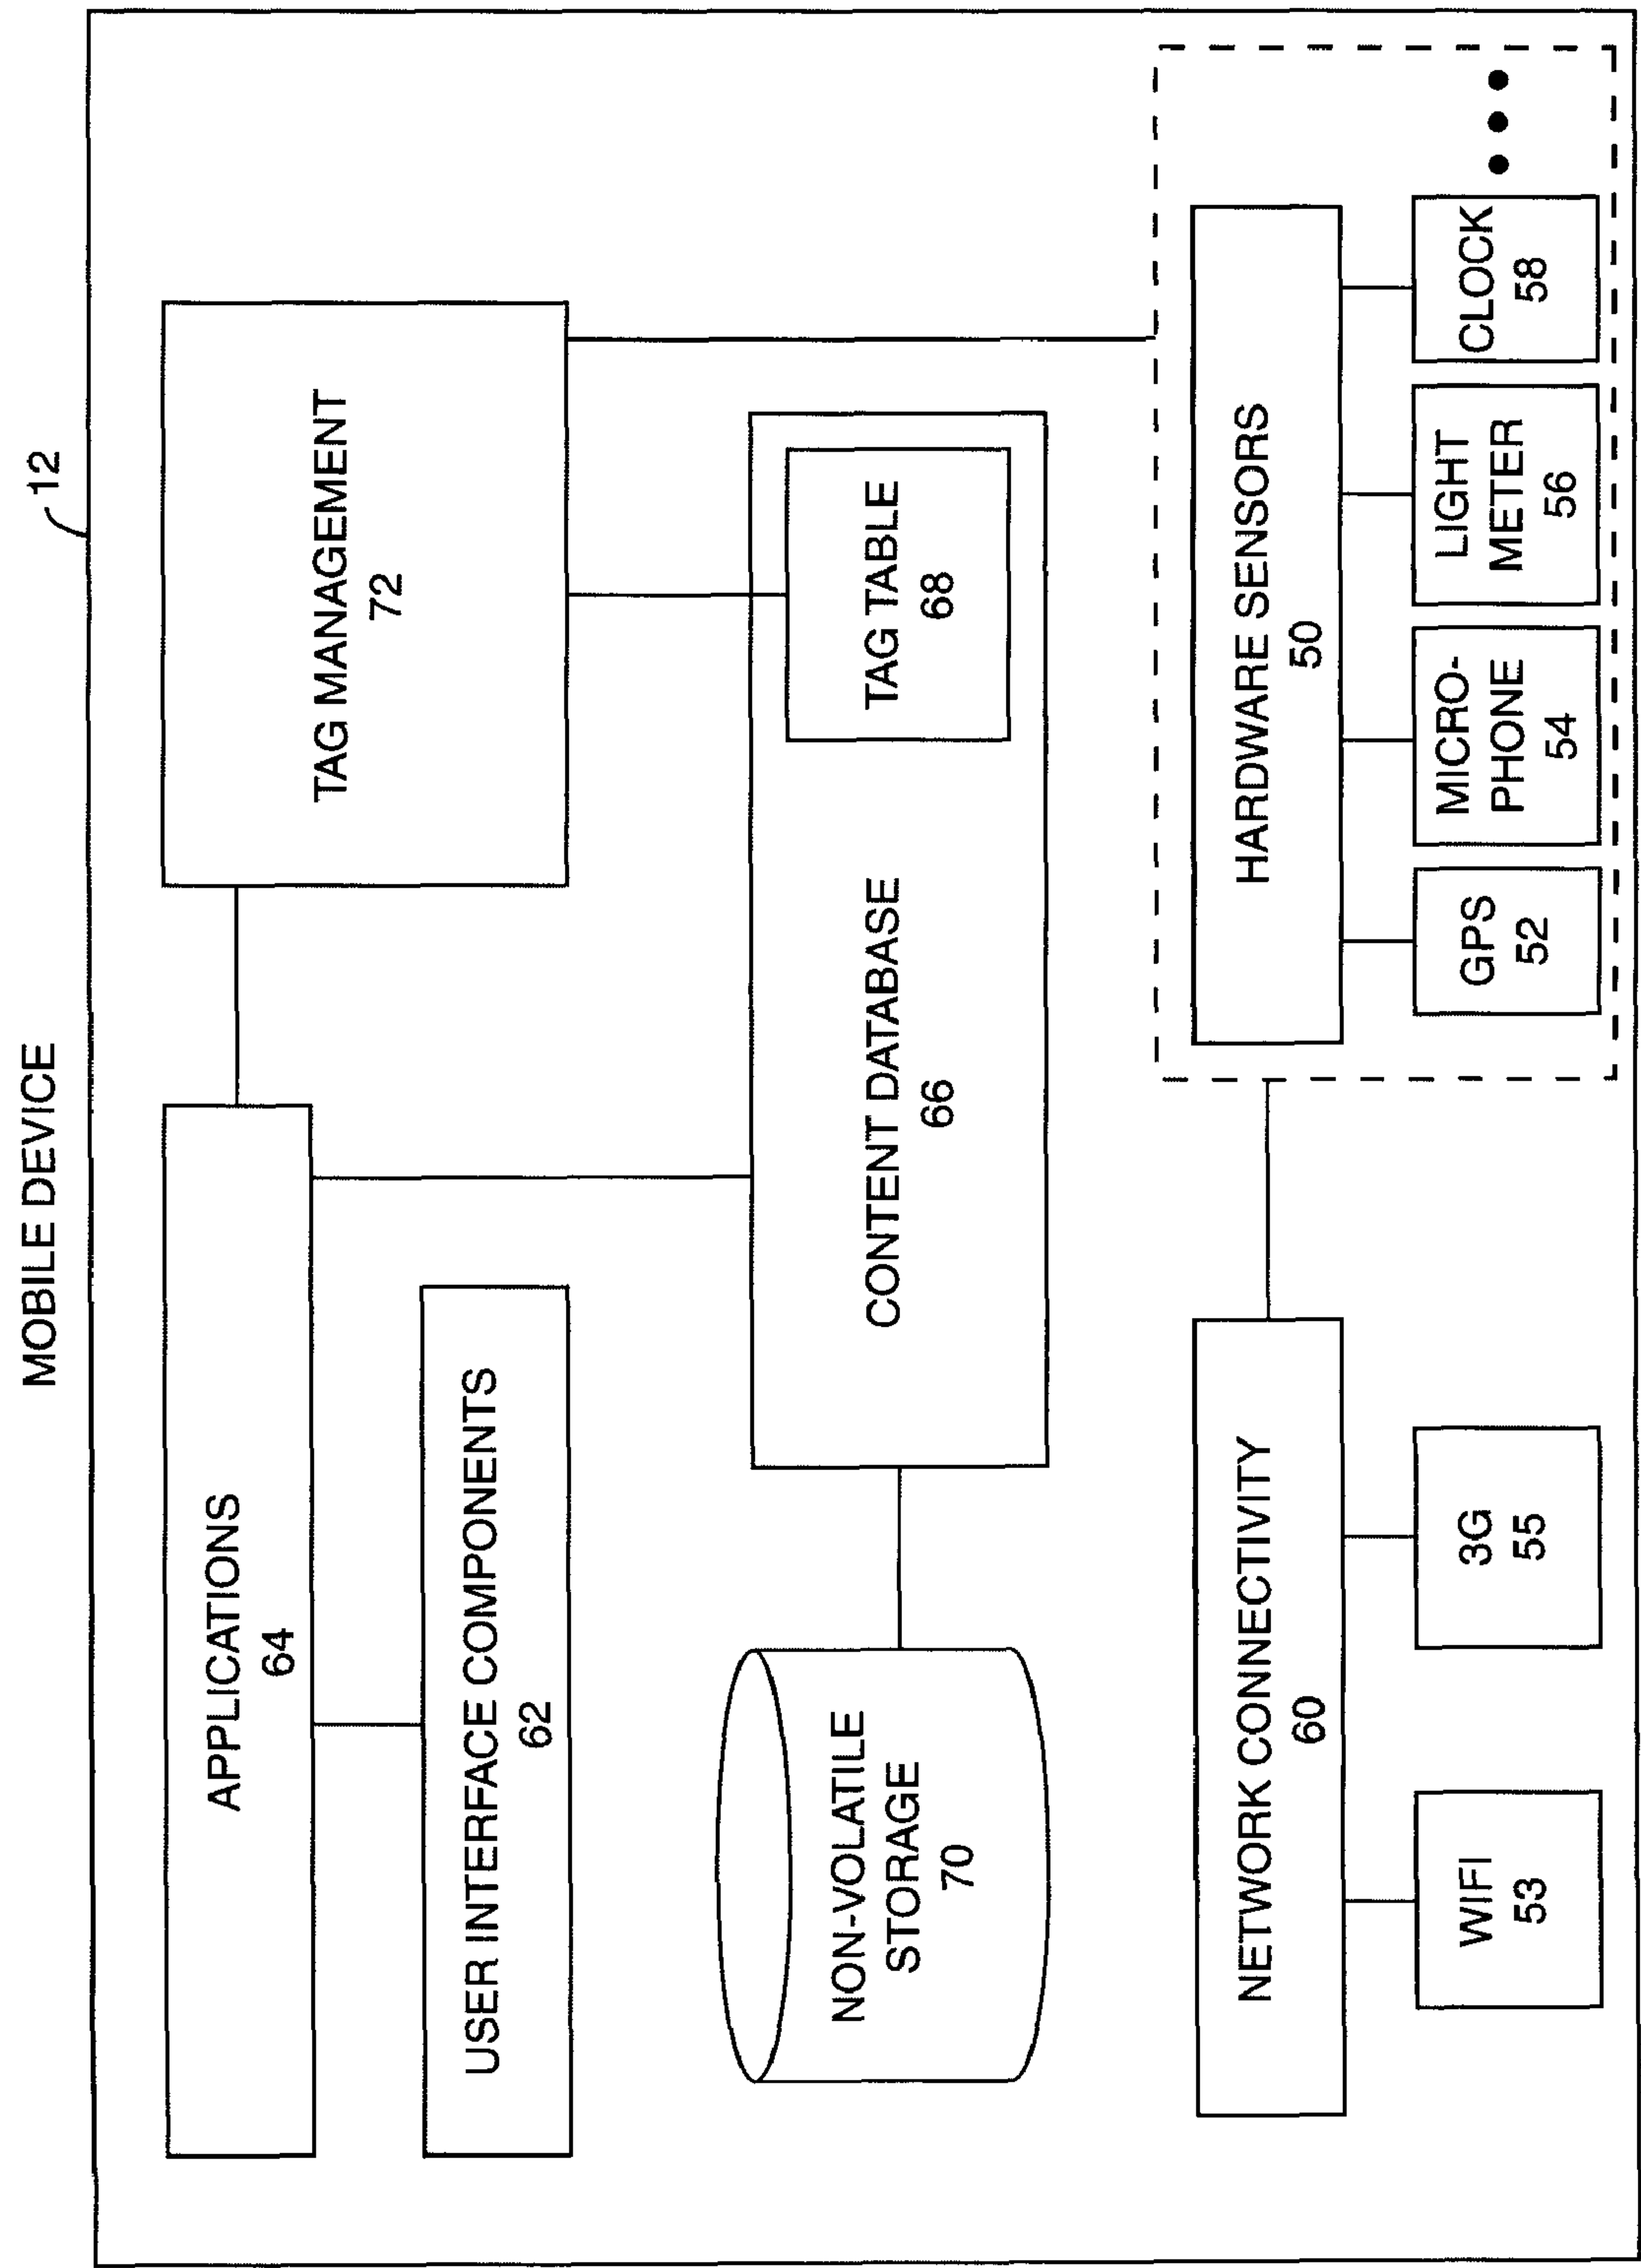 MOBILE DEVICE
12
APPLICATIONS
64
TAG MANAGEMENT
72
USER INTERFACE COMPONENTS
62
NON-VOLATILE
STORAGE
70
CONTENT DATABASE
66
TAG TABLE
68
NETWORK CONNECTIVITY
60
WIFI
53
3G
55
HARDWARE SENSORS
50
GPS
52
MICRO-
PHONE
54
LIGHT
METER
56
CLOCK
58